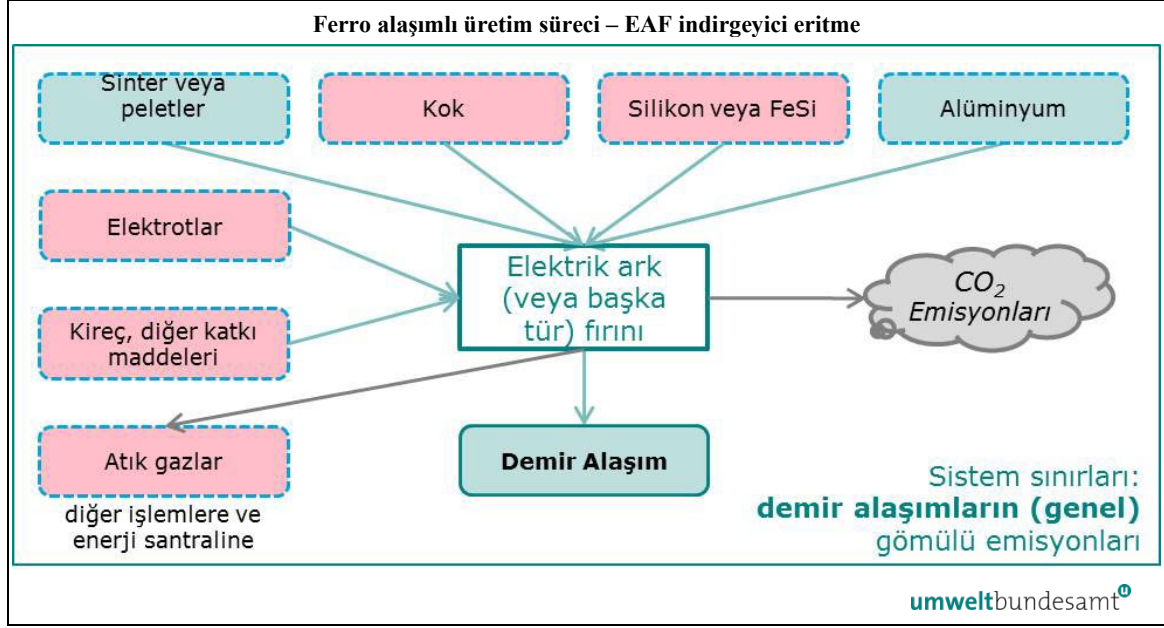 Ferro alaşımlı üretim süreci – EAF indirgeyici eritme
Sinter veya
peletler
Kok
Silikon veya FeSi
Alüminyum
Elektrotlar
Elektrik ark
(veya başka
tür) fırını
CO2
Emisyonları
Kireç, diğer katkı
maddeleri
Atık gazlar
diğer işlemlere ve
enerji santraline
Demir Alaşım
Sistem sınırları:
demir alaşımların (genel)
gömülü emisyonları
umweltbundesamt